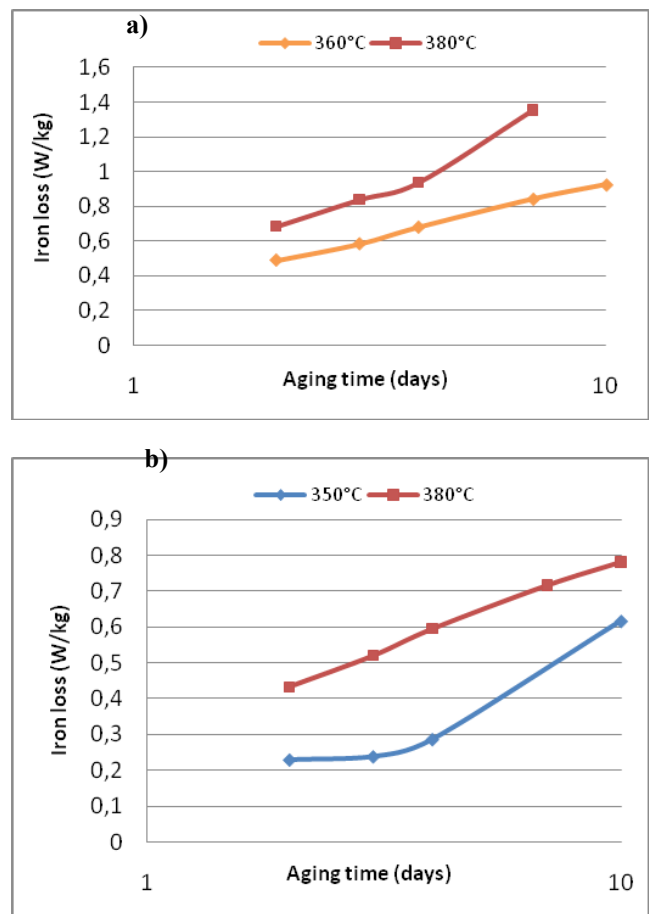 a)
360°C 380°C
1,6
1,4
1,2
1
0,8
0,6
0,4
0,2
0
Iron loss (W/kg)
1 Aging time (days) 10
b)
350°C 380°C
0,9
0,8
0,7
0,6
0,5
0,4
0,3
0,2
0,1
0
Iron loss (W/kg)
1 Aging time (days) 10